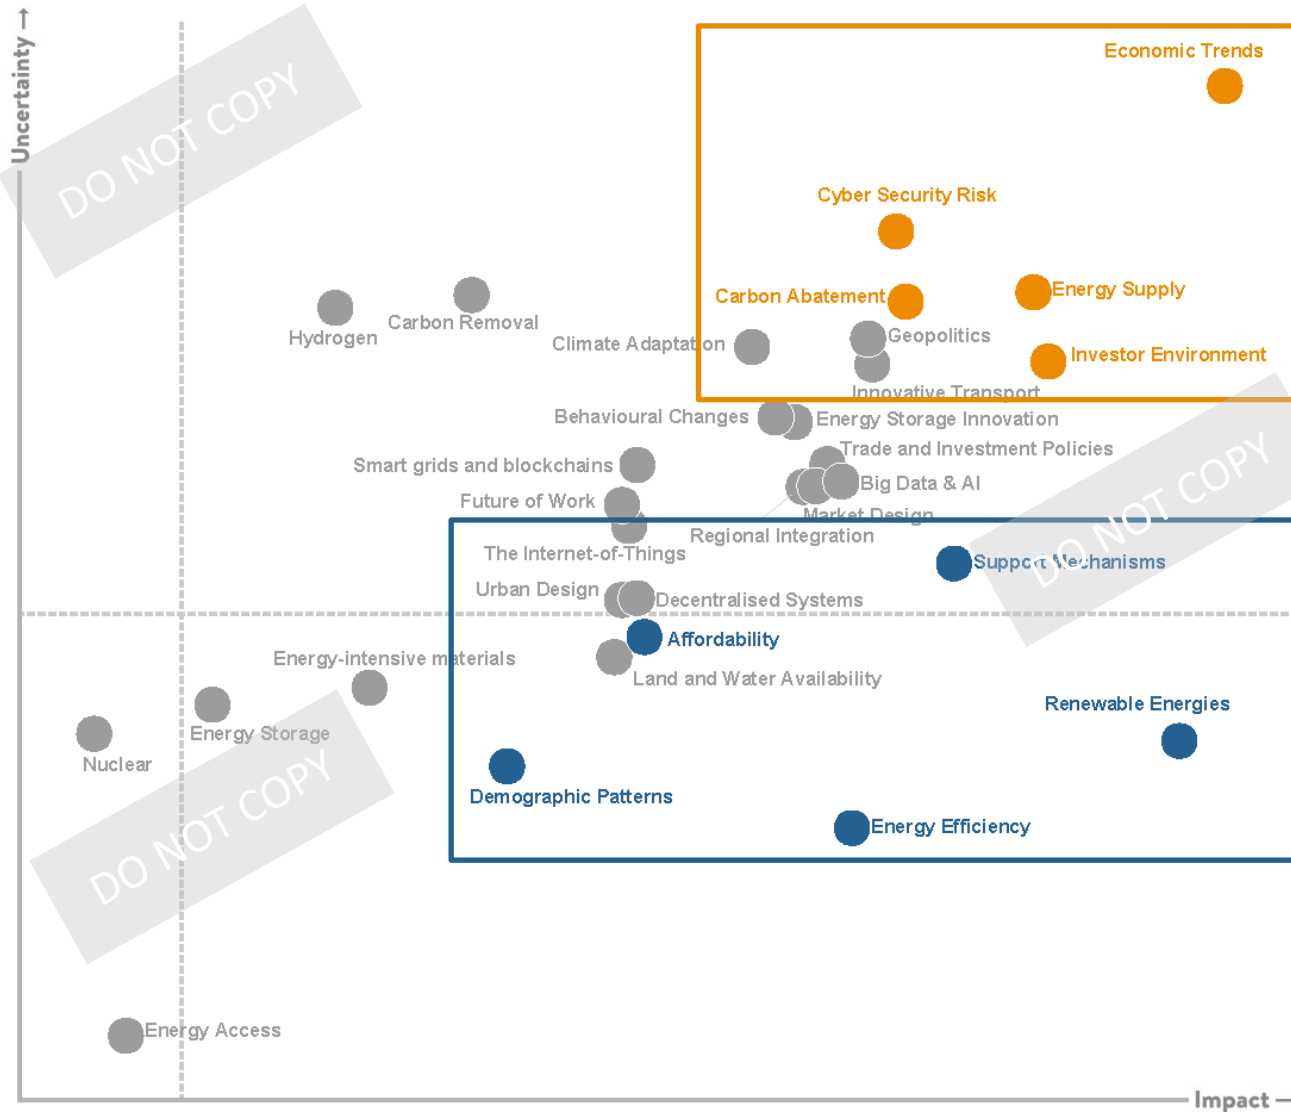 Uncertainty →
DO NOT COPY
Economic Trends
Cyber Security Risk
Energy Supply
Carbon Abatement
Carbon Removal
Hydrogen
Geopolitics
Climate Adaptation
Investor Environment
Innovative Transport
Behavioural Changes
Energy Storage Innovation
Trade and Investment Policies
Smart grids and blockchains
Big Data & AI
Future of Work
Market Design
Regional Integration
DO NOT COPY
The Internet-of-Things
Support Mechanisms
Urban Design
Decentralised Systems
Affordability
Energy-intensive materials
Land and Water Availability
Renewable Energies
Energy Storage
Nuclear
Demographic Patterns
DO NOT COPY
Energy Efficiency
Energy Access
Impact